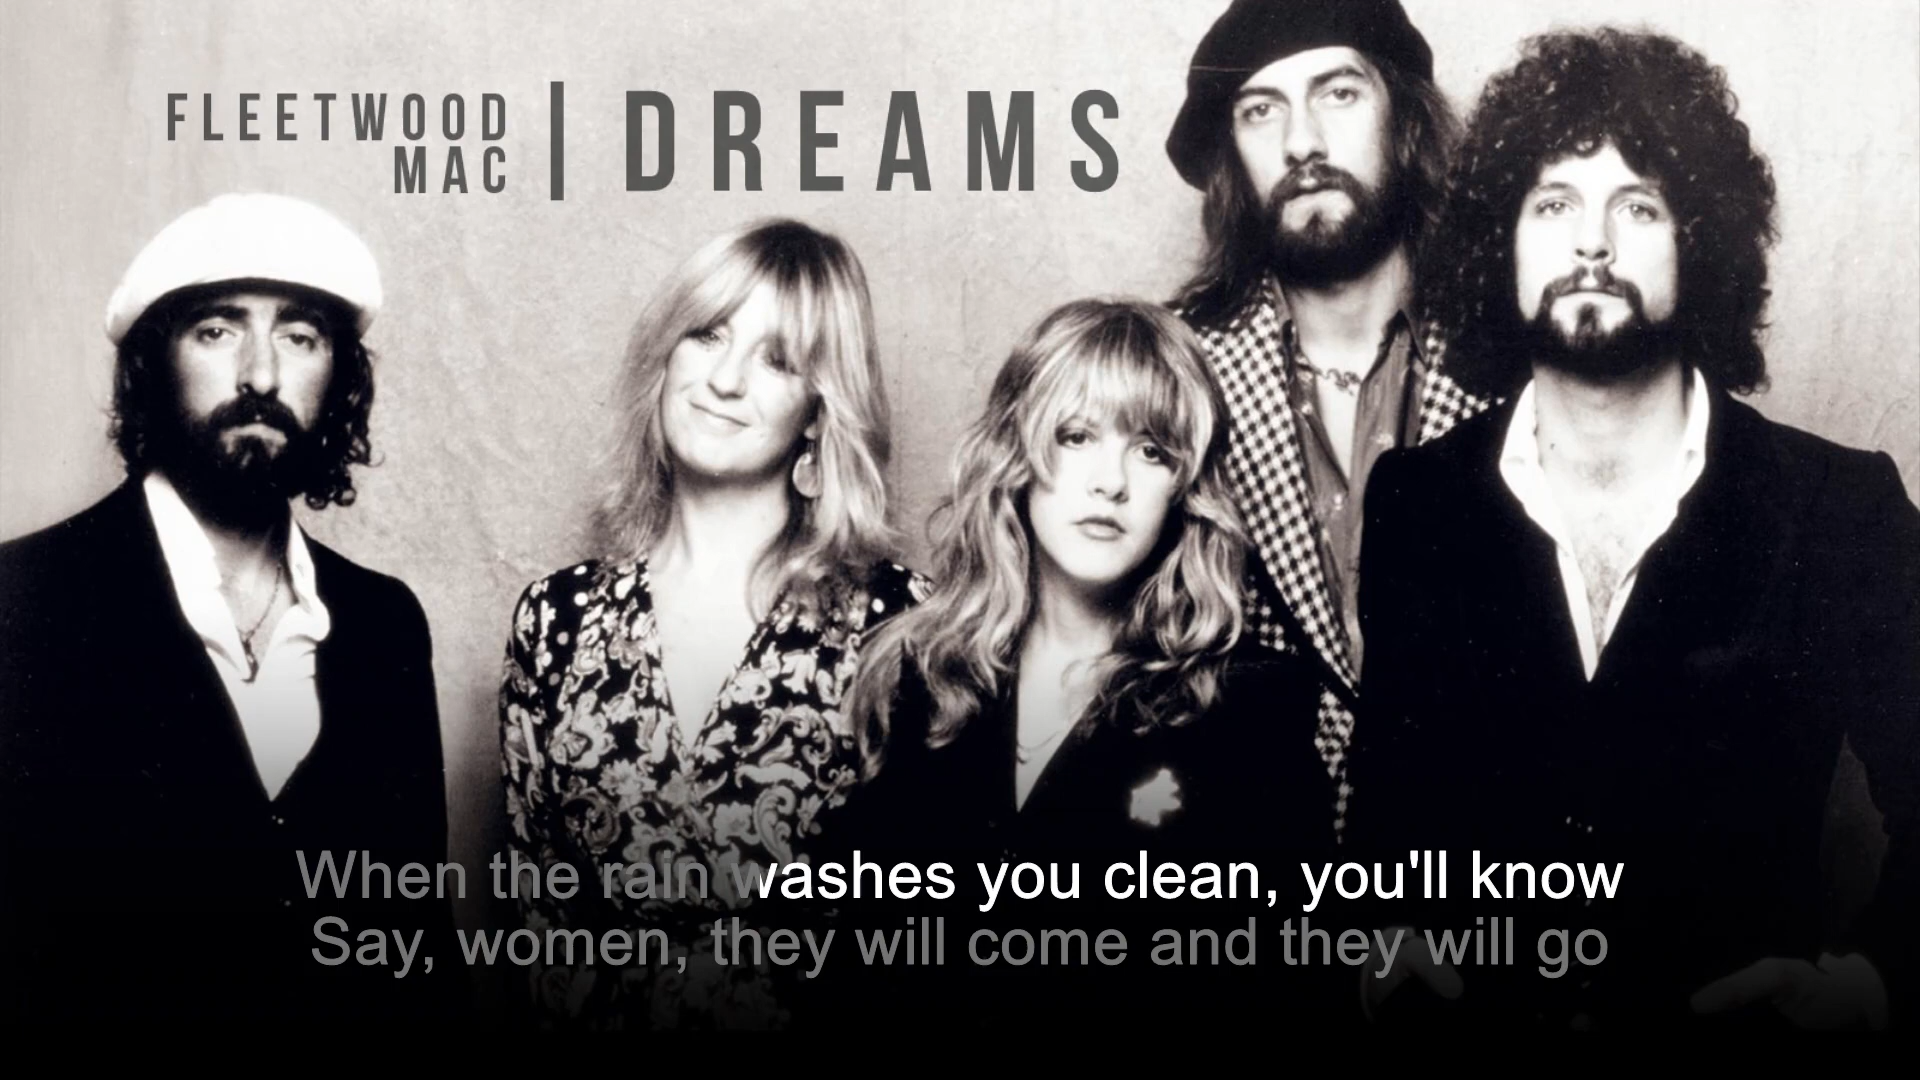 FLEETWOOD
MAC | DREAMS
When the rain washes you clean, you'll know
Say, women, they will come and they will go